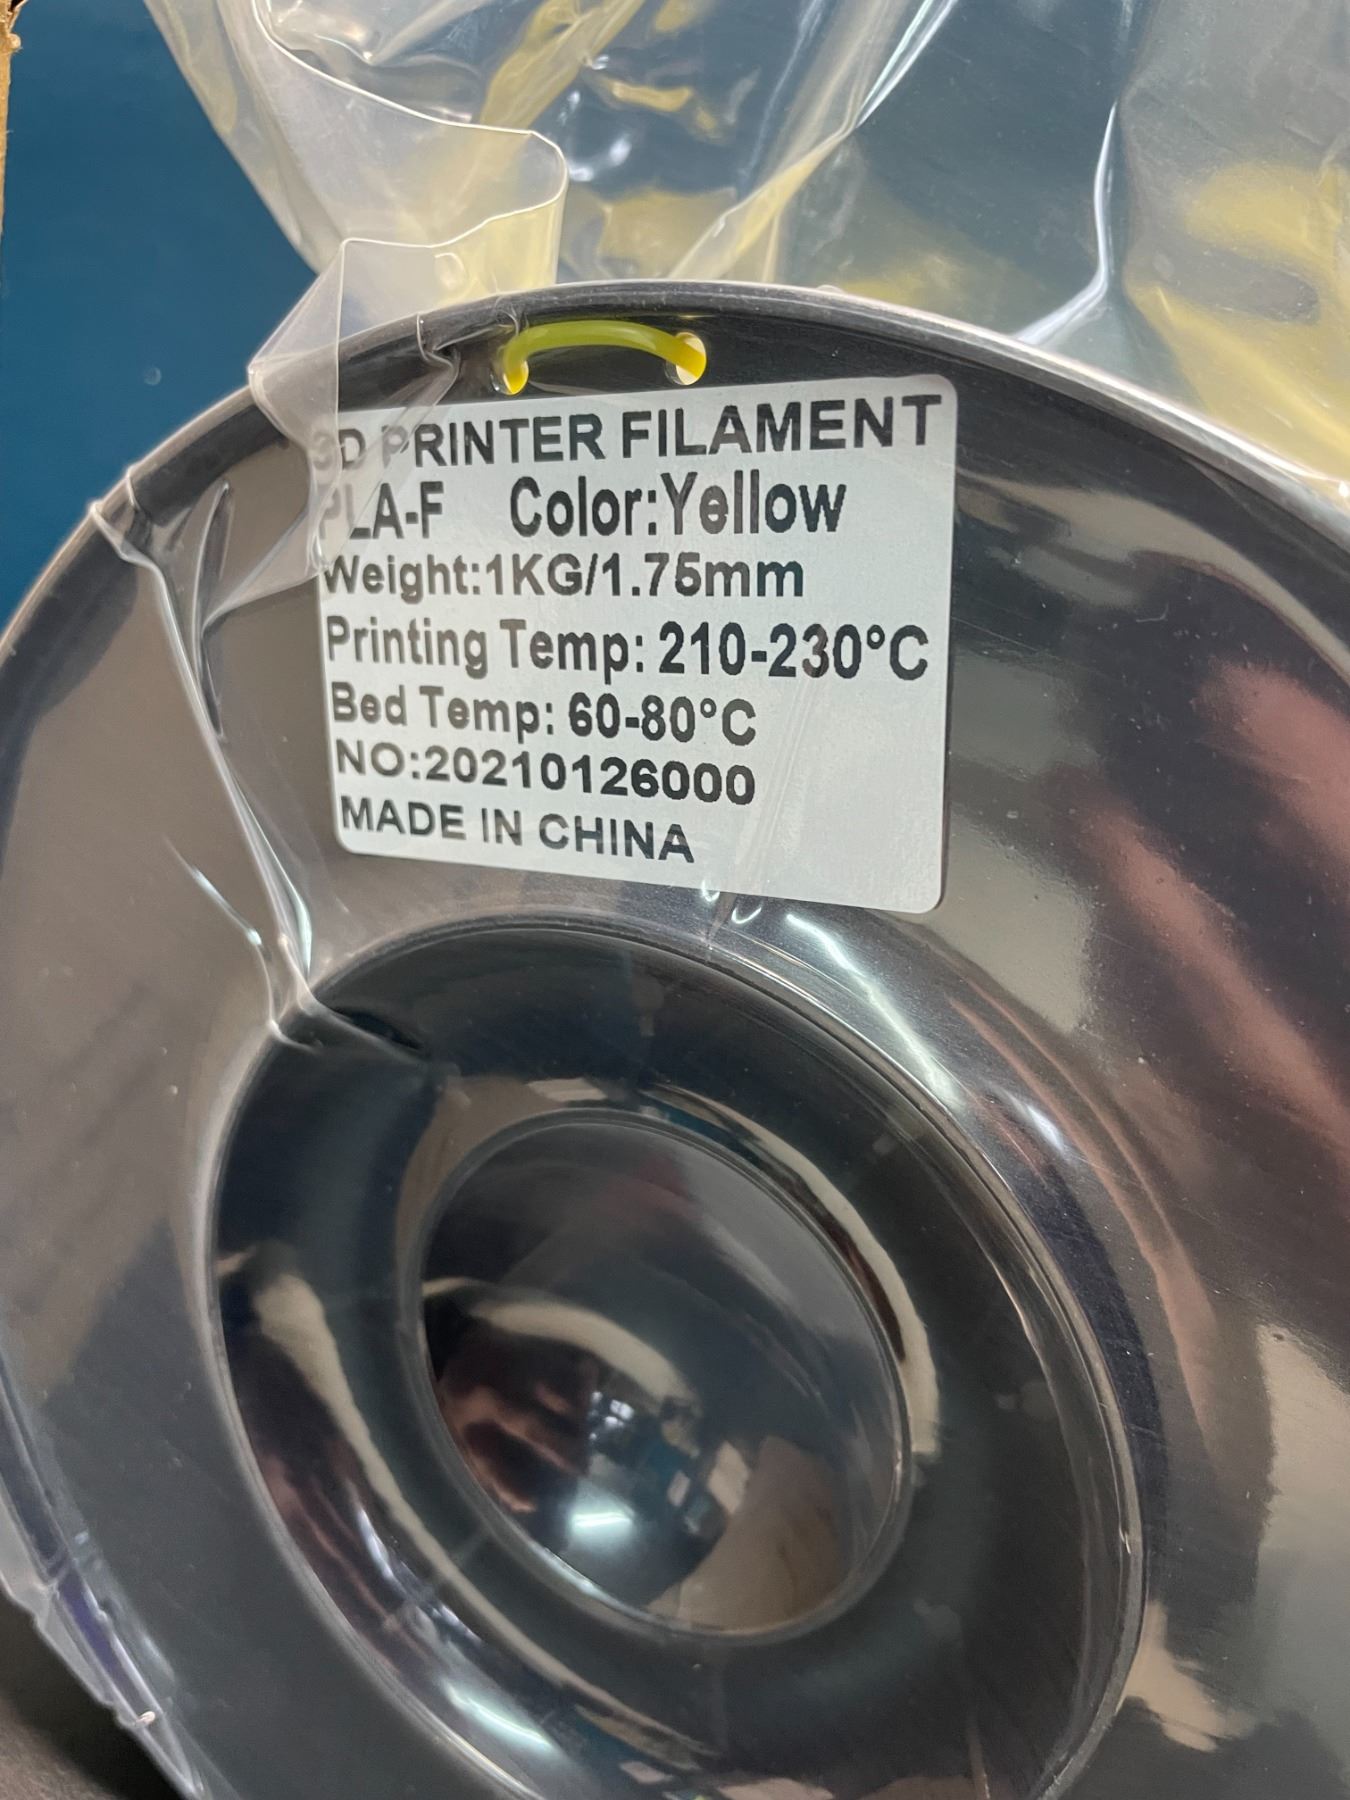 3D PRINTER FILAMENT
PLA-F Color:Yellow
Weight:1KG/1.75mm
Printing Temp: 210-230°C
Bed Temp: 60-80°C
NO:20210126000
MADE IN CHINA